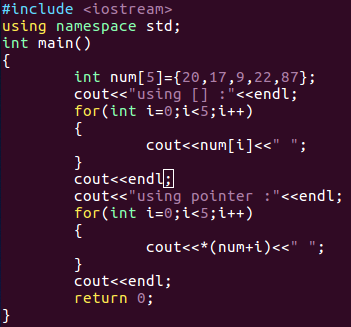 #include <iostream>
using namespace std;
int main()
{
        int num[5]={20,17,9,22,87};
        cout<<"using [] :"<<endl;
        for(int i=0;i<5;i++)
        {
                cout<<num[i]<<" ";
        }
        cout<<endl;
        cout<<"using pointer :"<<endl;
        for(int i=0;i<5;i++)
        {
                cout<<*(num+i)<<" ";
        }
        cout<<endl;
        return 0;
}